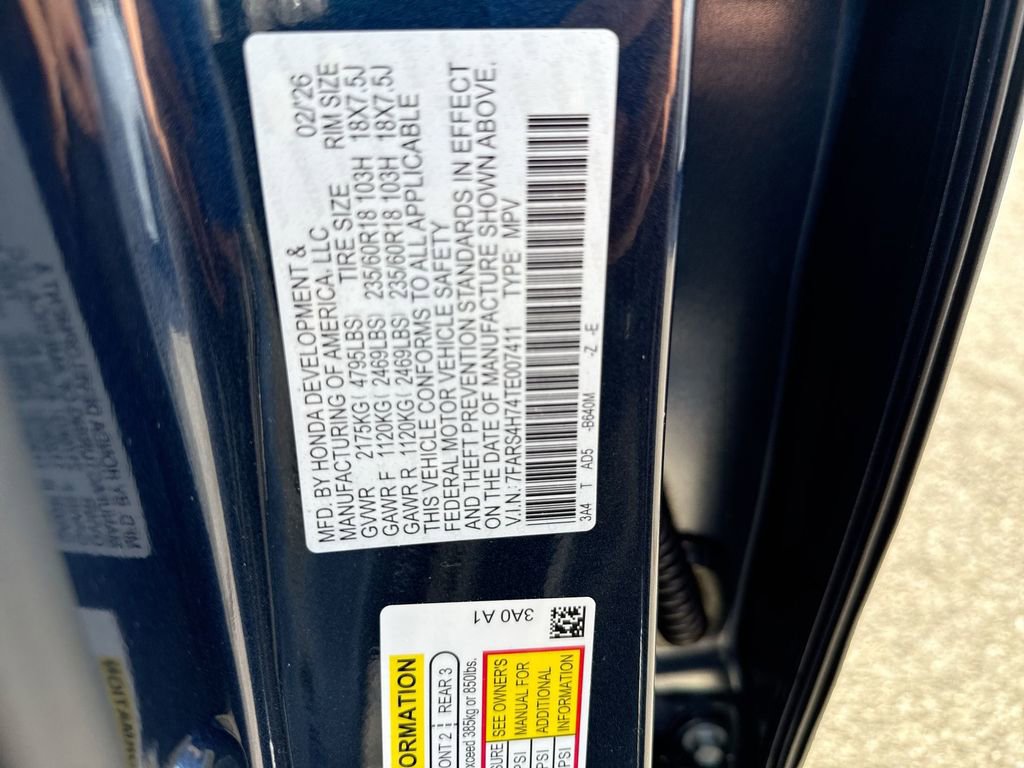 MFD. BY HONDA DEVELOPMENT & 02/'26
MANUFACTURING OF AMERICA, LLC
TIRE SIZE RIM SIZE
GVWR 2175KG( 4795LBS)
GAWR F 1120KG( 2469LBS) 235/60R18 103H 18X7.5J
GAWR R 1120KG( 2469LBS) 235/60R18 103H 18X7.5J
THIS VEHICLE CONFORMS TO ALL APPLICABLE
FEDERAL MOTOR VEHICLE SAFETY
AND THEFT PREVENTION STANDARDS IN EFFECT
ON THE DATE OF MANUFACTURE SHOWN ABOVE.
V.I.N.: 7FARS4H74TE007411 TYPE: MPV
3A4 T AD5 -B640M -Z -E
3A0 A1
ORMATION
ONT 2 REAR 3
xceed 385kg or 850lbs.
SURE SEE OWNER'S
PSI MANUAL FOR
PSI ADDITIONAL
PSI INFORMATION